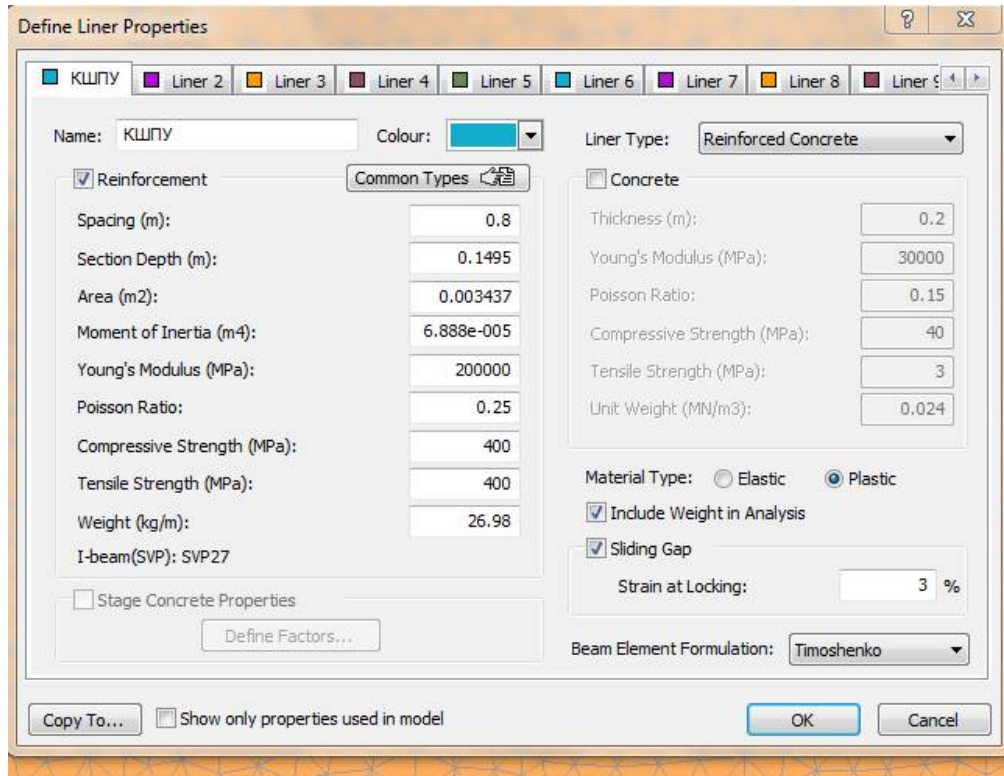 Define Liner Properties
КШПУ Liner 2 Liner 3 Liner 4 Liner 5 Liner 6 Liner 7 Liner 8 Liner 9
Name: КШПУ Colour:
Liner Type: Reinforced Concrete
Reinforcement Common Types
Spacing (m): 0.8
Section Depth (m): 0.1495
Area (m2): 0.003437
Moment of Inertia (m4): 6.888e-005
Young's Modulus (MPa): 200000
Poisson Ratio: 0.25
Compressive Strength (MPa): 400
Tensile Strength (MPa): 400
Weight (kg/m): 26.98
I-beam(SVP): SVP27
Stage Concrete Properties
Define Factors...
Concrete
Thickness (m): 0.2
Young's Modulus (MPa): 30000
Poisson Ratio: 0.15
Compressive Strength (MPa): 40
Tensile Strength (MPa): 3
Unit Weight (MN/m3): 0.024
Material Type: Elastic Plastic
Include Weight in Analysis
Sliding Gap
Strain at Locking: 3 %
Beam Element Formulation: Timoshenko
Copy To... Show only properties used in model OK Cancel